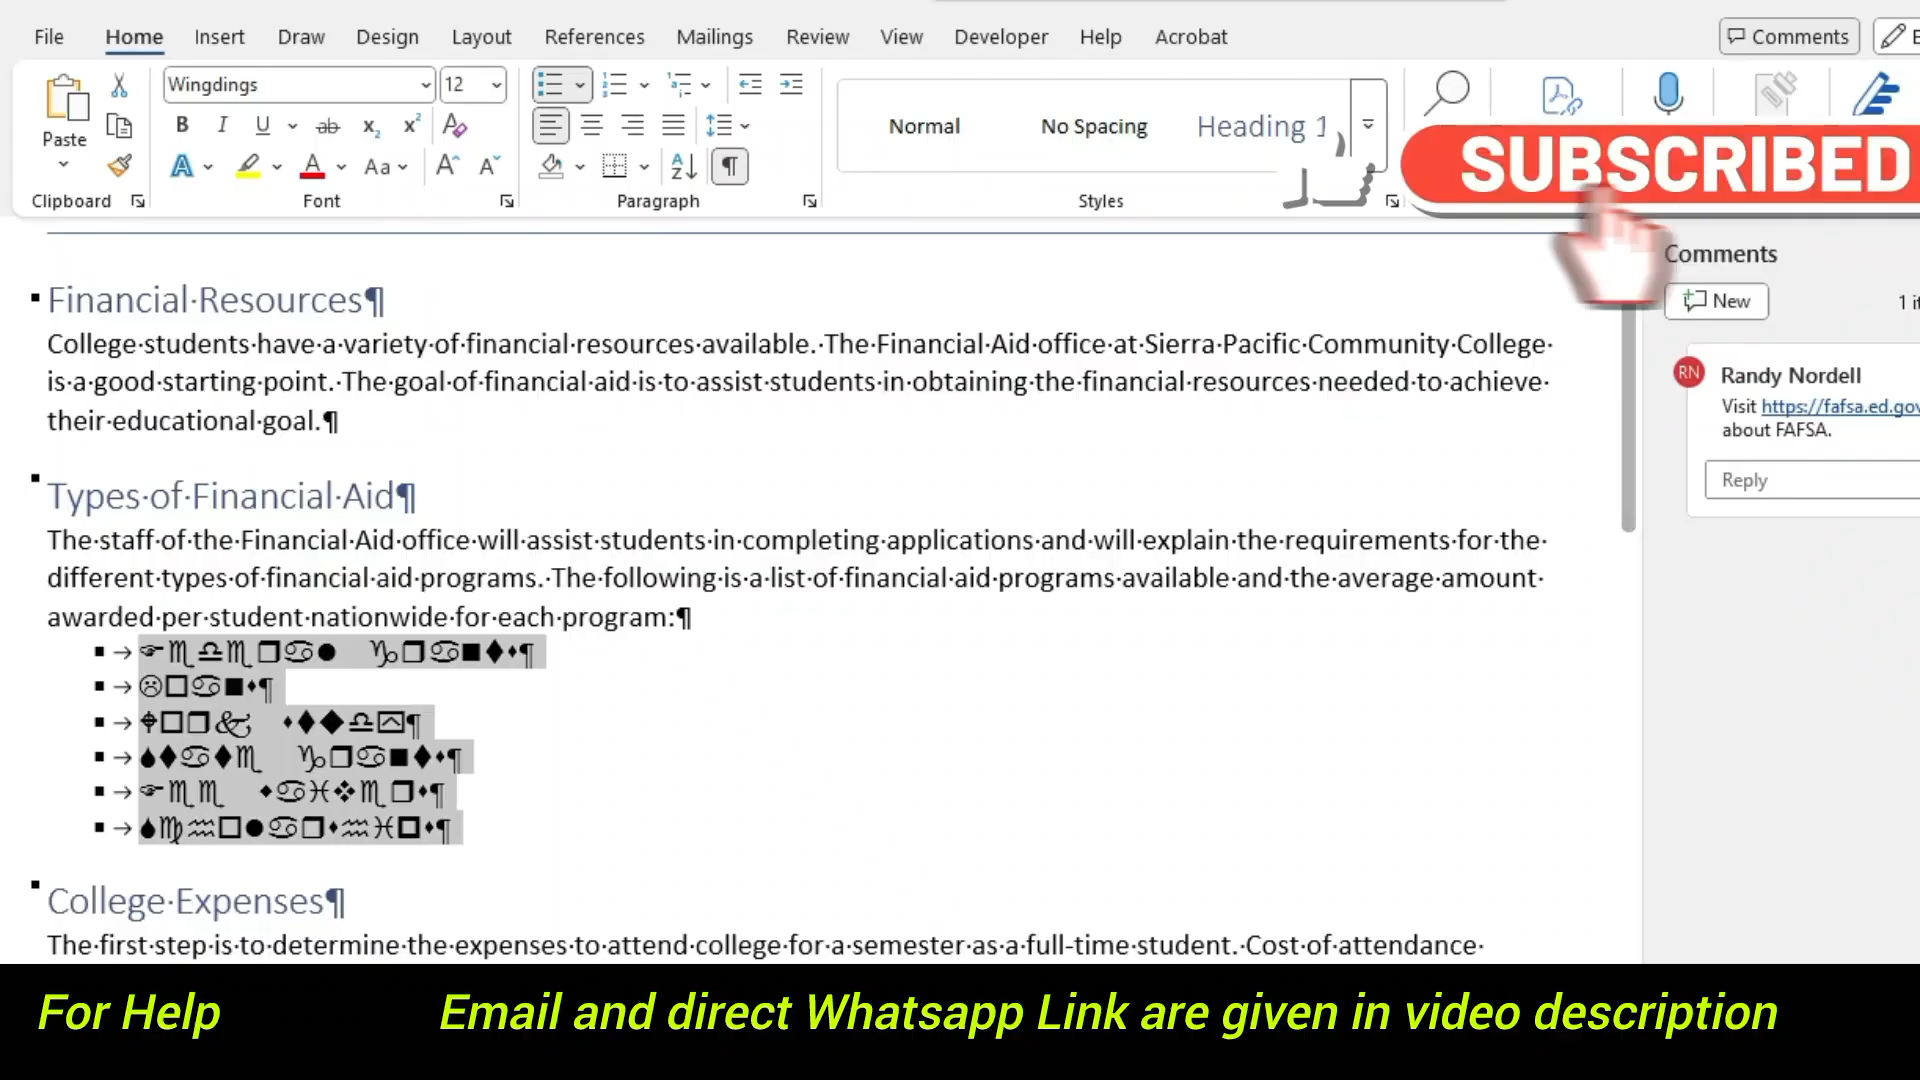 File Home Insert Draw Design Layout References Mailings Review View Developer Help Acrobat Comments
Wingdings 12
Paste
Normal No Spacing Heading 1
SUBSCRIBED
Clipboard Font Paragraph Styles
Comments
New
Financial Resources¶
College students have a variety of financial resources available. The Financial Aid office at Sierra Pacific Community College
is a good starting point. The goal of financial aid is to assist students in obtaining the financial resources needed to achieve
their educational goal.¶
Randy Nordell
Visit https://fafsa.ed.gov
about FAFSA.
Reply
Types of Financial Aid¶
The staff of the Financial Aid office will assist students in completing applications and will explain the requirements for the
different types of financial aid programs. The following is a list of financial aid programs available and the average amount
awarded per student nationwide for each program:¶
College Expenses¶
The first step is to determine the expenses to attend college for a semester as a full-time student. Cost of attendance
For Help Email and direct Whatsapp Link are given in video description